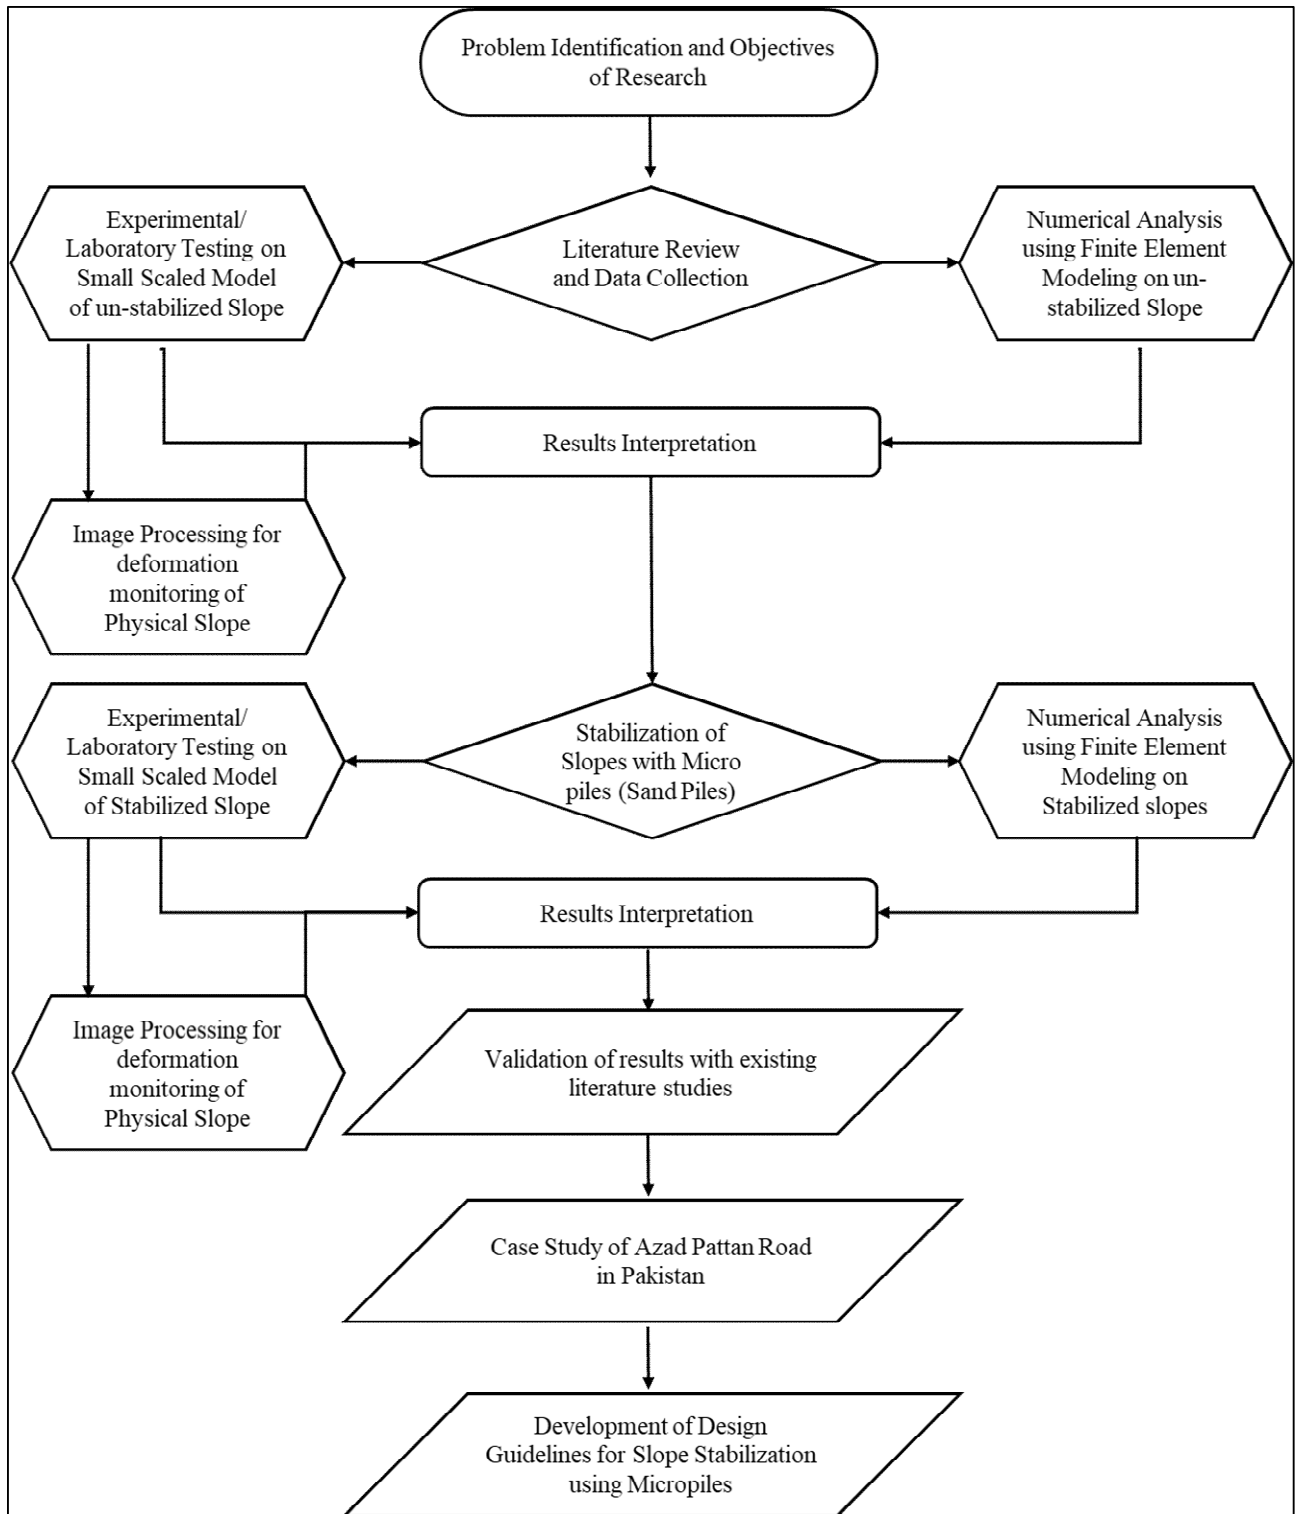 Problem Identification and Objectives
of Research
Experimental/
Laboratory Testing on
Small Scaled Model
of un-stabilized Slope
Literature Review
and Data Collection
Numerical Analysis
using Finite Element
Modeling on un-
stabilized Slope
Results Interpretation
Image Processing for
deformation
monitoring of
Physical Slope
Experimental/
Laboratory Testing on
Small Scaled Model
of Stabilized Slope
Stabilization of
Slopes with Micro
piles (Sand Piles)
Numerical Analysis
using Finite Element
Modeling on
Stabilized slopes
Results Interpretation
Image Processing for
deformation
monitoring of
Physical Slope
Validation of results with existing
literature studies
Case Study of Azad Pattan Road
in Pakistan
Development of Design
Guidelines for Slope Stabilization
using Micropiles